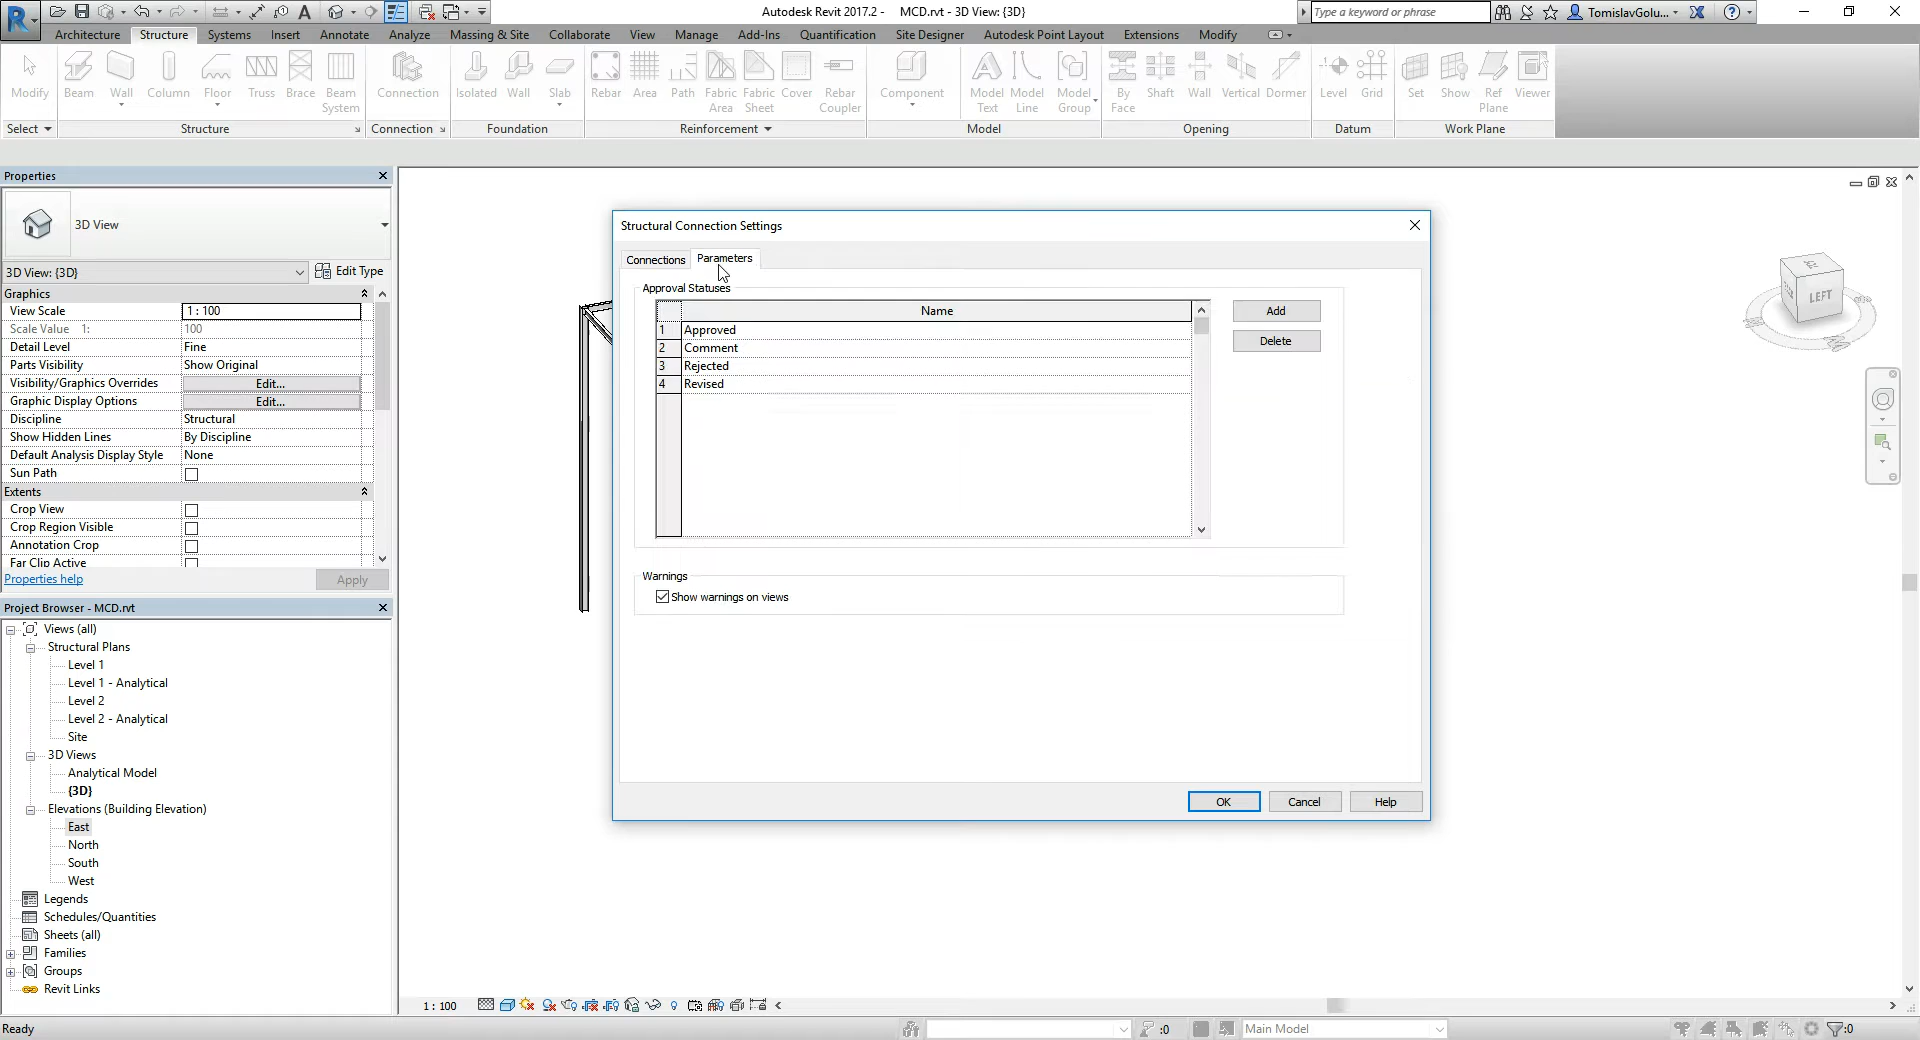 Autodesk Revit 2017.2 - MCD.rvt - 3D View: {3D}
Type a keyword or phrase
TomislavGolu...
Architecture Structure Systems Insert Annotate Analyze Massing & Site Collaborate View Manage Add-Ins Quantification Site Designer Autodesk Point Layout Extensions Modify
Modify Beam Wall Column Floor Truss Brace Beam System Connection Isolated Wall Slab Rebar Area Path Fabric Area Fabric Sheet Cover Rebar Coupler Component Model Text Model Line Model Group By Face Shaft Wall Vertical Dormer Level Grid Set Show Ref Plane Viewer
Select Structure Connection Foundation Reinforcement Model Opening Datum Work Plane
Properties
3D View
3D View: {3D} Edit Type
Graphics
View Scale 1 : 100
Scale Value 1: 100
Detail Level Fine
Parts Visibility Show Original
Visibility/Graphics Overrides Edit...
Graphic Display Options Edit...
Discipline Structural
Show Hidden Lines By Discipline
Default Analysis Display Style None
Sun Path
Extents
Crop View
Crop Region Visible
Annotation Crop
Far Clip Active
Properties help Apply
Project Browser - MCD.rvt
Views (all)
Structural Plans
Level 1
Level 1 - Analytical
Level 2
Level 2 - Analytical
Site
3D Views
Analytical Model
{3D}
Elevations (Building Elevation)
East
North
South
West
Legends
Schedules/Quantities
Sheets (all)
Families
Groups
Revit Links
Structural Connection Settings
Connections Parameters
Approval Statuses
Name
1 Approved
2 Comment
3 Rejected
4 Revised
Add
Delete
Warnings
Show warnings on views
OK Cancel Help
LEFT
1 : 100
Ready
:0
Main Model
:0